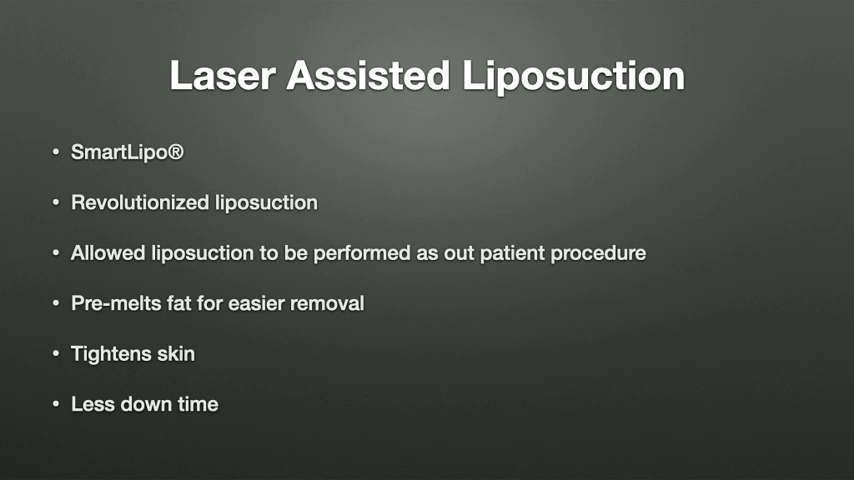 Laser Assisted Liposuction
• SmartLipo®
• Revolutionized liposuction
• Allowed liposuction to be performed as out patient procedure
• Pre-melts fat for easier removal
• Tightens skin
• Less down time